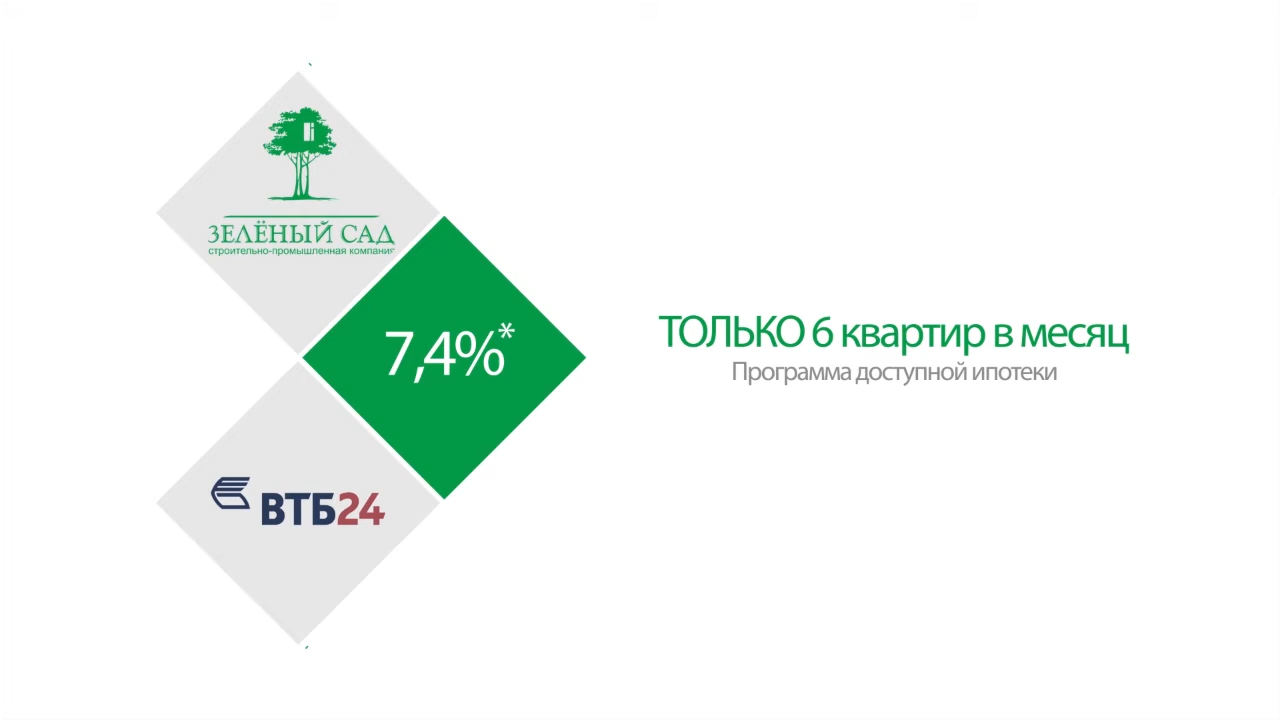 ЗЕЛЁНЫЙ САД
строительно-промышленная компания
7,4%*
ТОЛЬКО 6 квартир в месяц
Программа доступной ипотеки
ВТБ24